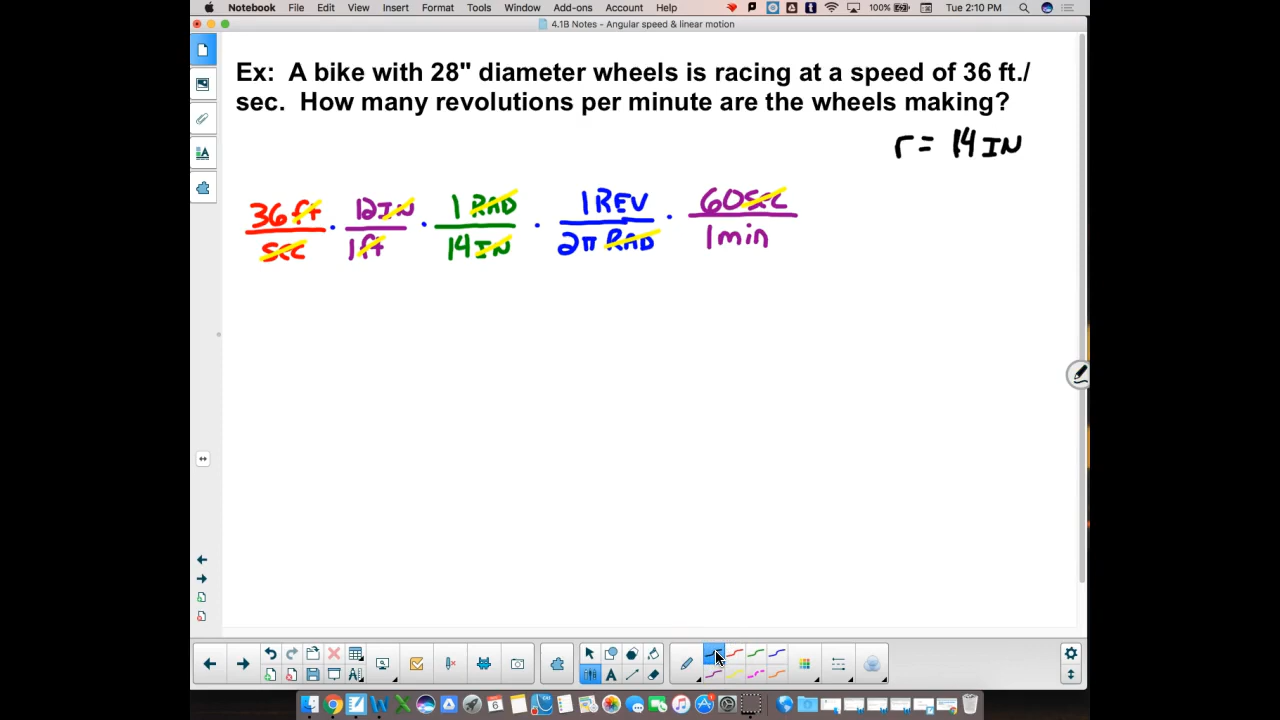 Notebook File Edit View Insert Format Tools Window Add-ons Account Help 100% Tue 2:10 PM
4.1B Notes - Angular speed & linear motion
Ex: A bike with 28" diameter wheels is racing at a speed of 36 ft./
sec. How many revolutions per minute are the wheels making?
r = 14 IN
36 ft / sec · 12 IN / 1 ft · 1 RAD / 14 IN · 1 REV / 2π RAD · 60 sec / 1 min